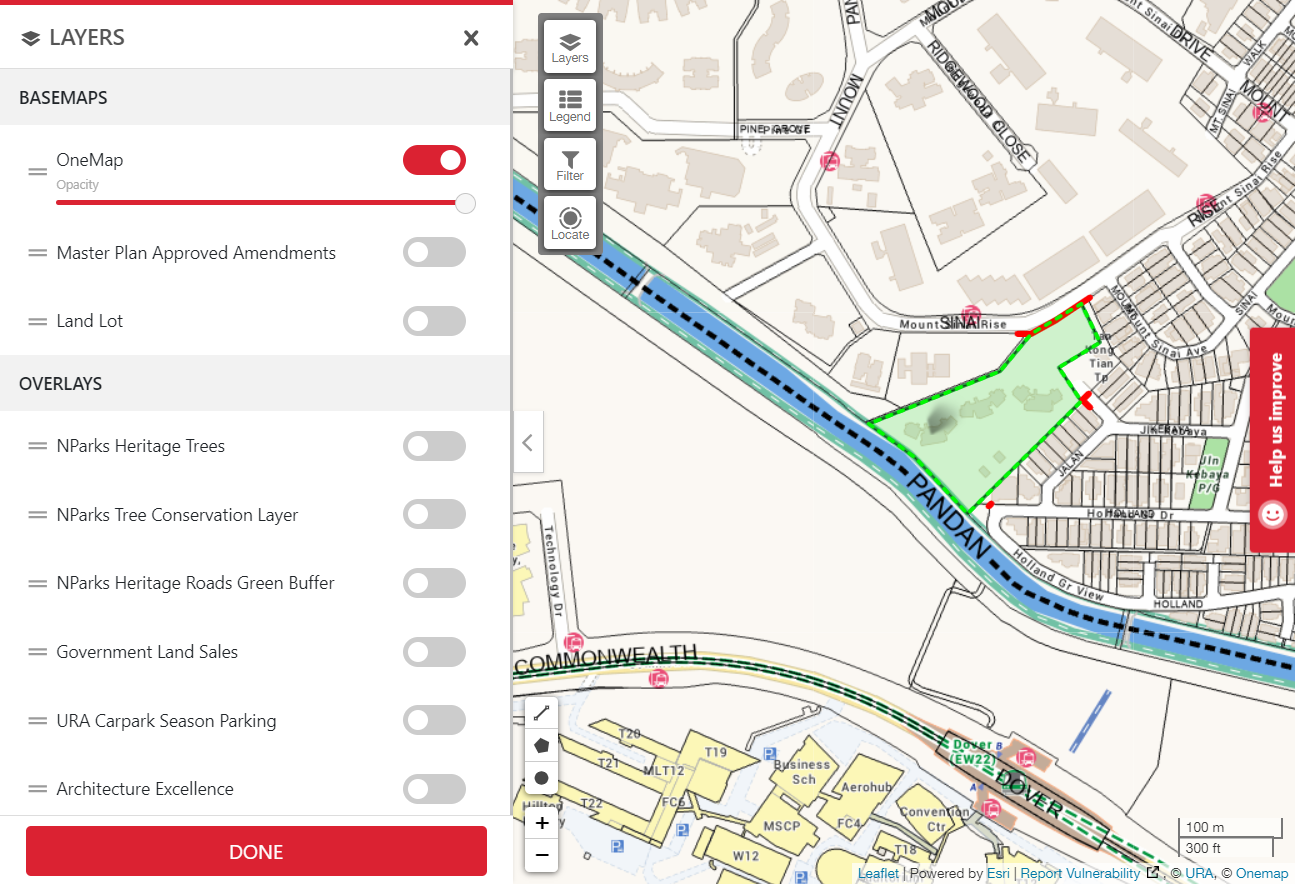 LAYERS
BASEMAPS
OneMap
Opacity
Master Plan Approved Amendments
Land Lot
OVERLAYS
NParks Heritage Trees
NParks Tree Conservation Layer
NParks Heritage Roads Green Buffer
Government Land Sales
URA Carpark Season Parking
Architecture Excellence
DONE
Layers
Legend
Filter
Locate
MOUNT
RIDGEWOOD CLOSE
Mount Sinai
DRIVE
WALK
MT. SINAI
MOUNT
PINE GROVE
MOUNT
Mount Sinai Rise
RISE
SINAI
Mount Sinai Rise
SINAI
MOUNT
Mount Sinai Ave
Tan
Kong
Tian
Tp
Jln Kebaya
KEBAYA
JALAN
Jln
Kebaya
P/G
HOLLAND
PANDAN
Holland Gr View
HOLLAND
Technology Dr
COMMONWEALTH
Dover
(EW22)
B
A
DOVER
T20
T21
T19
MLT12
T22
FC6
Business
Sch
Aerohub
Convention
Ctr
MSCP
FC4
W12
T18
P
P
P
P
Help us improve
+
−
100 m
300 ft
Leaflet | Powered by Esri | Report Vulnerability , © URA, © Onemap